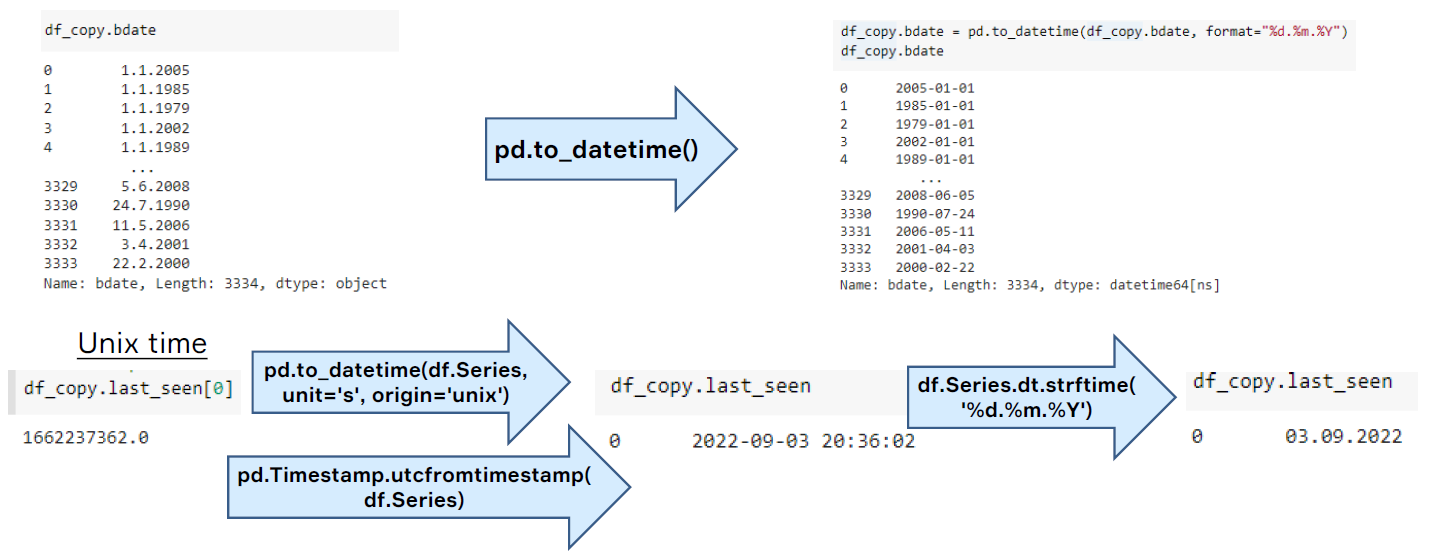 df_copy.bdate
0 1.1.2005
1 1.1.1985
2 1.1.1979
3 1.1.2002
4 1.1.1989
...
3329 5.6.2008
3330 24.7.1990
3331 11.5.2006
3332 3.4.2001
3333 22.2.2000
Name: bdate, Length: 3334, dtype: object
pd.to_datetime()
df_copy.bdate = pd.to_datetime(df_copy.bdate, format="%d.%m.%Y")
df_copy.bdate
0 2005-01-01
1 1985-01-01
2 1979-01-01
3 2002-01-01
4 1989-01-01
...
3329 2008-06-05
3330 1990-07-24
3331 2006-05-11
3332 2001-04-03
3333 2000-02-22
Name: bdate, Length: 3334, dtype: datetime64[ns]
Unix time
df_copy.last_seen[0]
1662237362.0
pd.to_datetime(df.Series,
unit='s', origin='unix')
pd.Timestamp.utcfromtimestamp(
df.Series)
df_copy.last_seen
0 2022-09-03 20:36:02
df.Series.dt.strftime(
'%d.%m.%Y')
df_copy.last_seen
0 03.09.2022